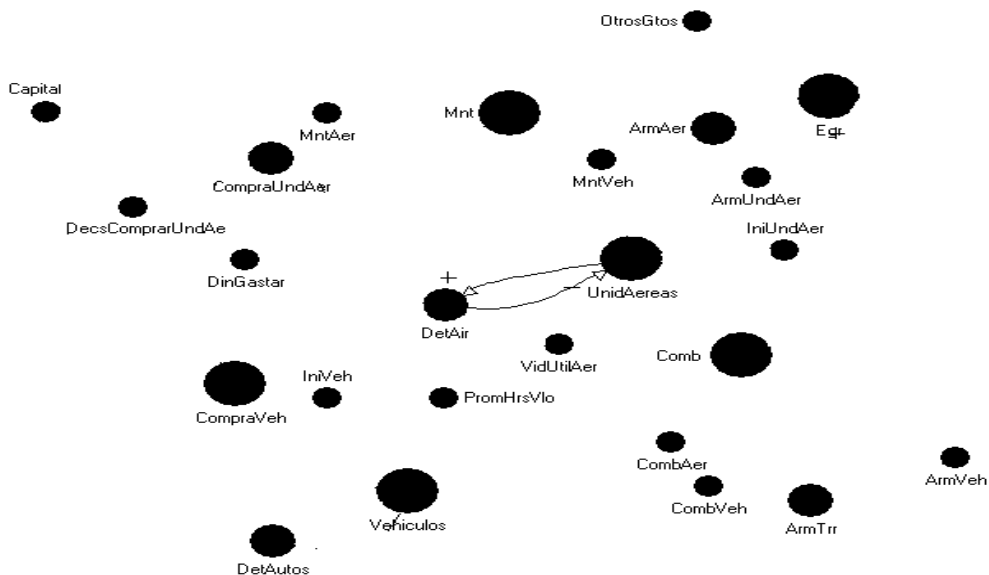 OtrosGtos
Capital
Mnt
MntAer
ArmAer
Egr
CompraUndAer
MntVeh
ArmUndAer
DecsComprarUndAe
IniUndAer
DinGastar
+
UnidAereas
DetAir
VidUtilAer
Comb
IniVeh
PromHrsVlo
CompraVeh
CombAer
ArmVeh
CombVeh
Vehiculos
ArmTrr
DetAutos